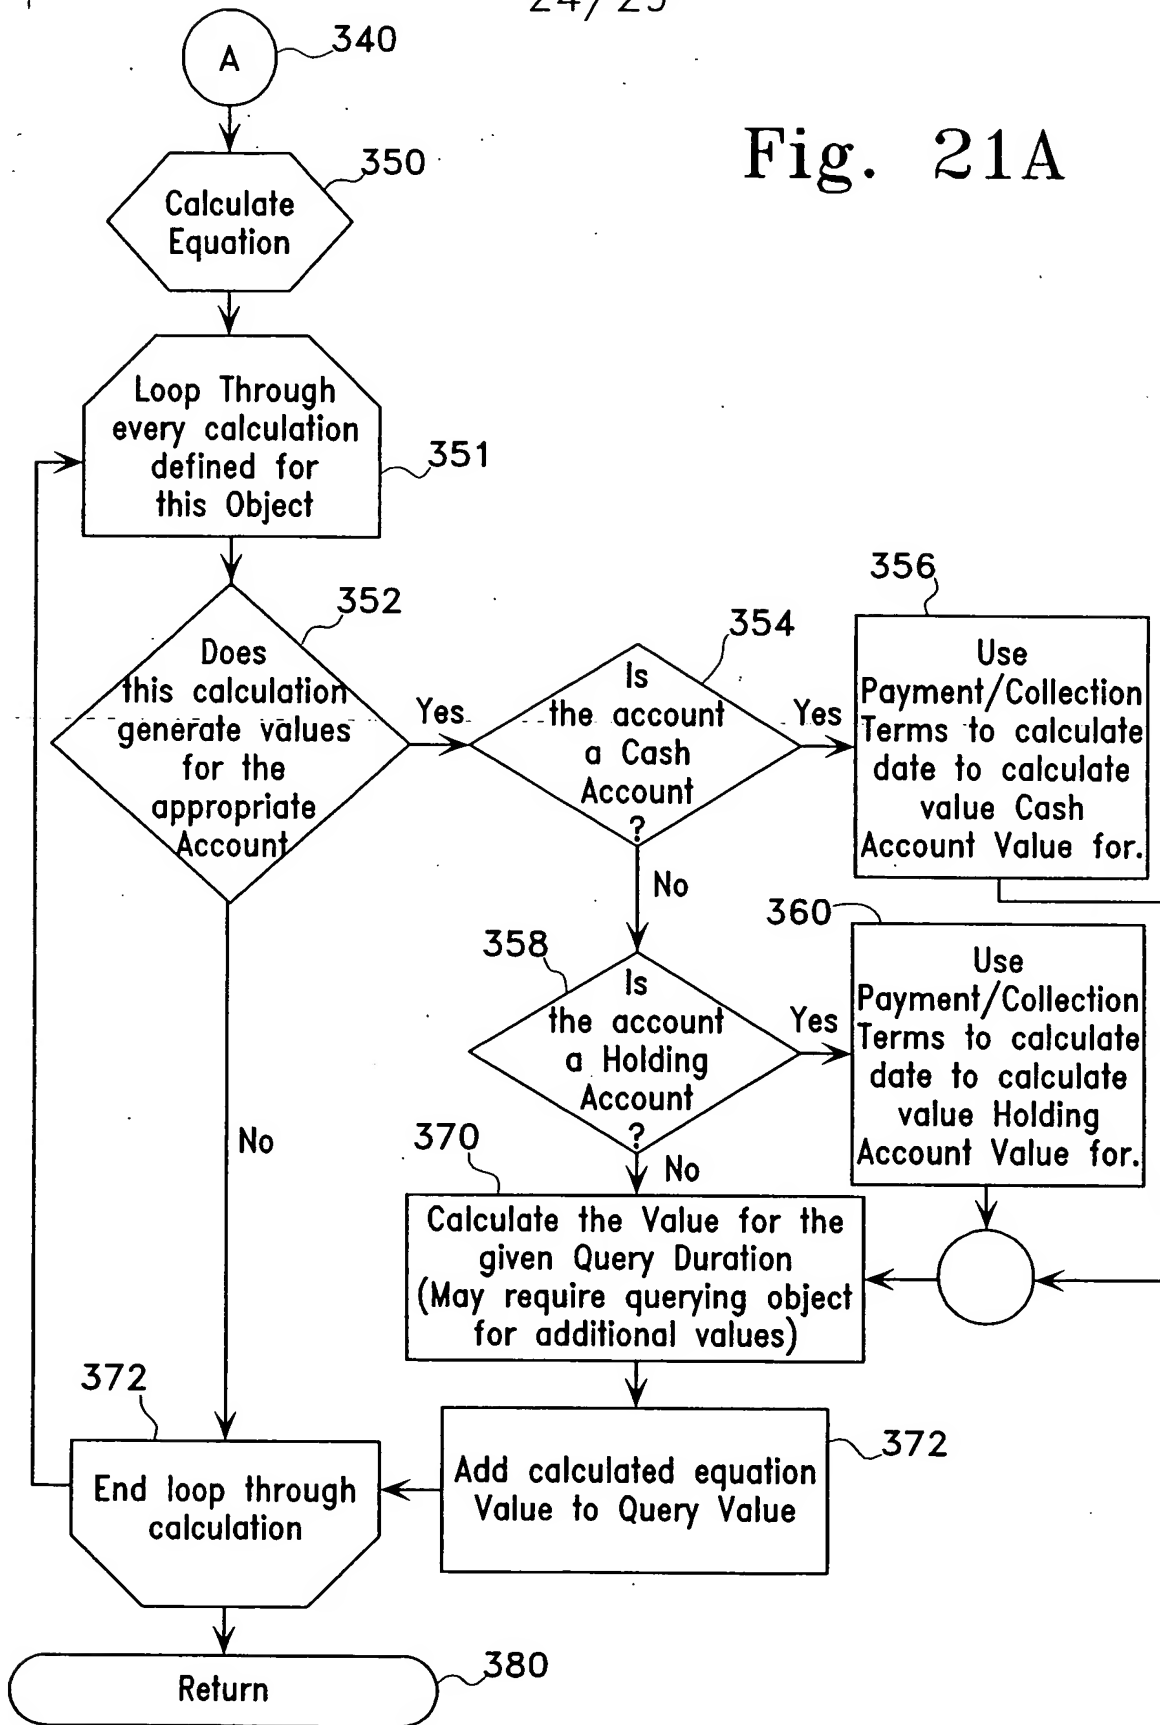 24/25
A
340
Fig. 21A
350
Calculate
Equation
Loop Through
every calculation
defined for
this Object
351
352
Does
this calculation
generate values
for the
appropriate
Account
Yes
354
Is
the account
a Cash
Account
?
Yes
356
Use
Payment/Collection
Terms to calculate
date to calculate
value Cash
Account Value for.
No
358
Is
the account
a Holding
Account
?
Yes
360
Use
Payment/Collection
Terms to calculate
date to calculate
value Holding
Account Value for.
No
No
370
Calculate the Value for the
given Query Duration
(May require querying object
for additional values)
372
Add calculated equation
Value to Query Value
372
End loop through
calculation
Return
380